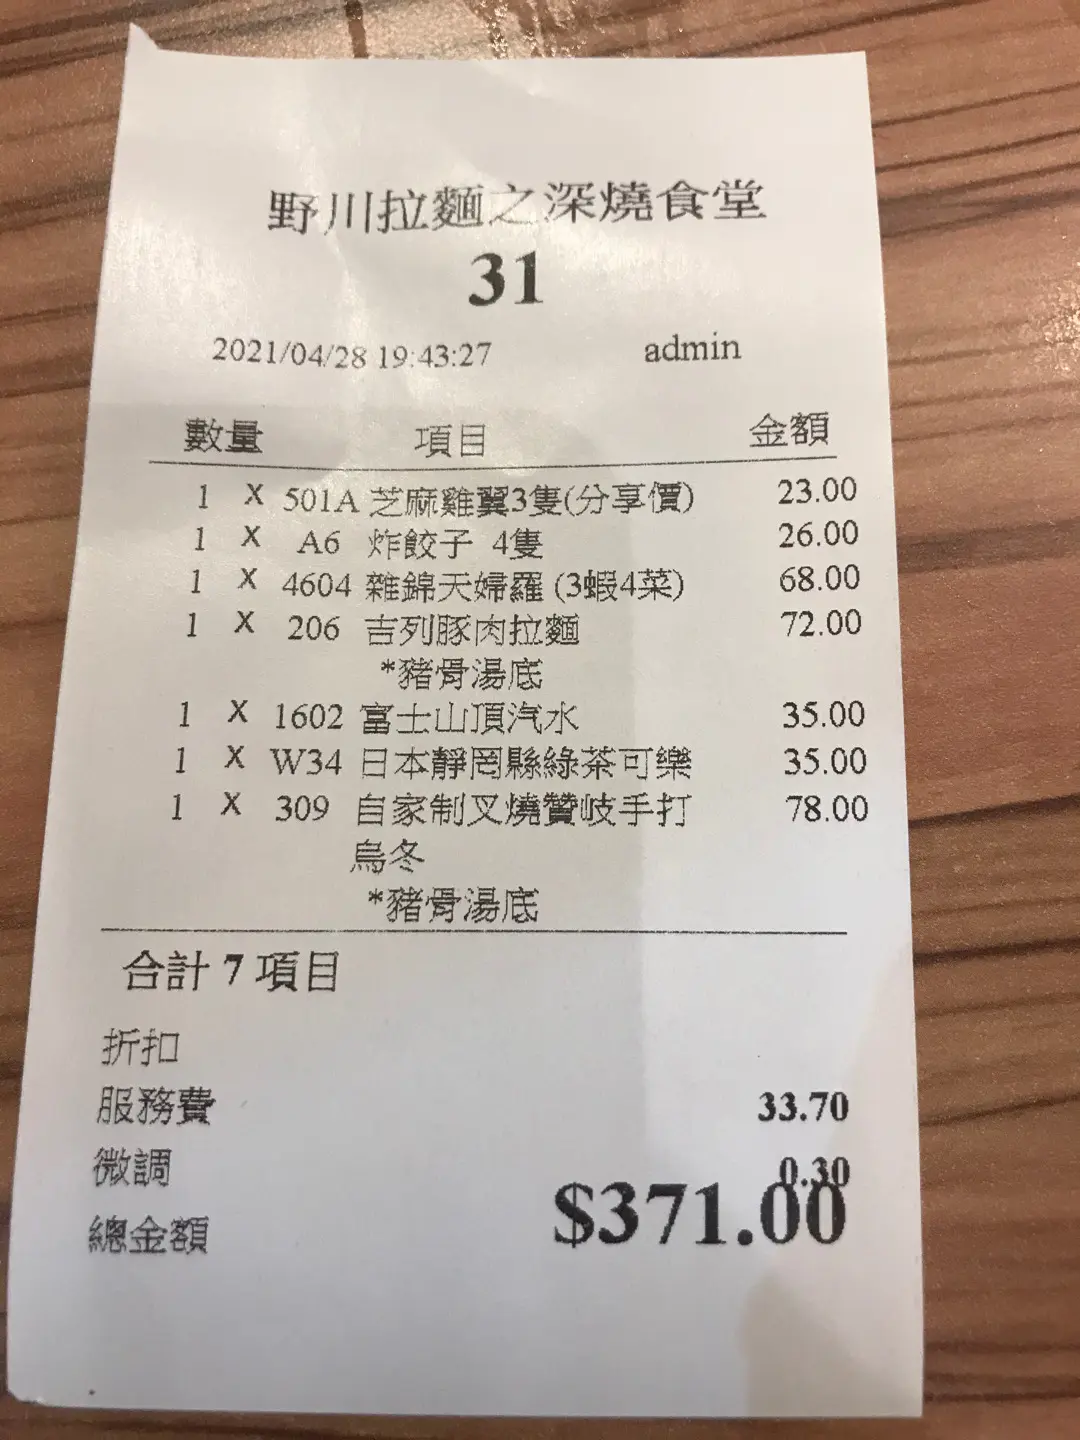 野川拉麵之深燒食堂
31
2021/04/28 19:43:27 admin
數量 項目 金額
1 X 501A 芝麻雞翼3隻(分享價) 23.00
1 X A6 炸餃子 4隻 26.00
1 X 4604 雜錦天婦羅 (3蝦4菜) 68.00
1 X 206 吉列豚肉拉麵 72.00
*豬骨湯底
1 X 1602 富士山頂汽水 35.00
1 X W34 日本靜罔縣綠茶可樂 35.00
1 X 309 自家制叉燒贊岐手打 78.00
烏冬
*豬骨湯底
合計 7 項目
折扣
服務費 33.70
微調 0.30
總金額 $371.00